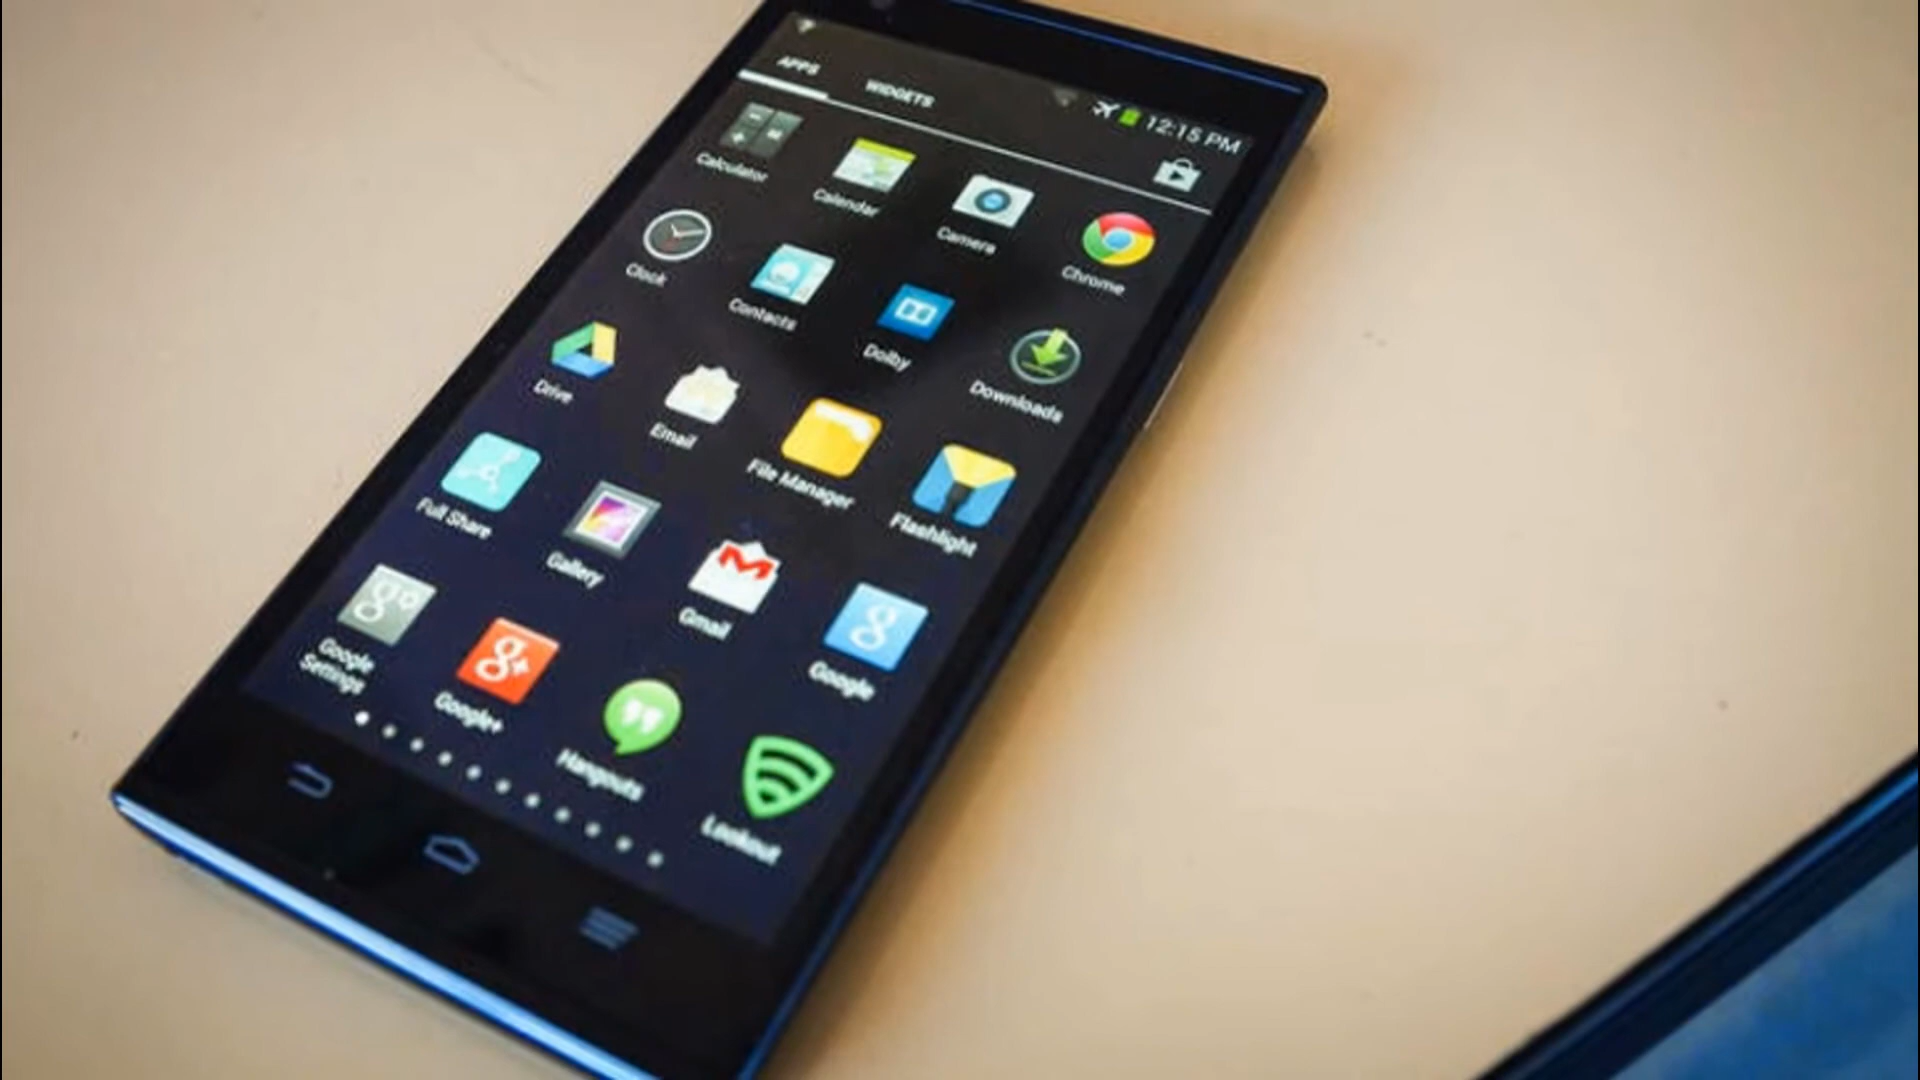 12:15 PM
APPS WIDGETS
Calculator Calendar Camera Chrome
Clock Contacts Dolby Downloads
Drive Email File Manager Flashlight
Full Share Gallery Gmail Google
Google
Settings
Google+ Hangouts Lookout